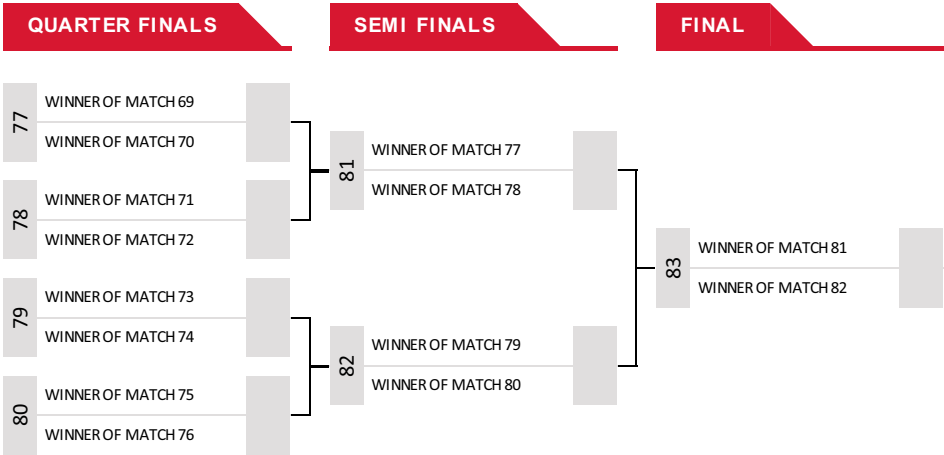 QUARTER FINALS
SEMI FINALS
FINAL
77
WINNER OF MATCH 69
WINNER OF MATCH 70
78
WINNER OF MATCH 71
WINNER OF MATCH 72
79
WINNER OF MATCH 73
WINNER OF MATCH 74
80
WINNER OF MATCH 75
WINNER OF MATCH 76
81
WINNER OF MATCH 77
WINNER OF MATCH 78
82
WINNER OF MATCH 79
WINNER OF MATCH 80
83
WINNER OF MATCH 81
WINNER OF MATCH 82